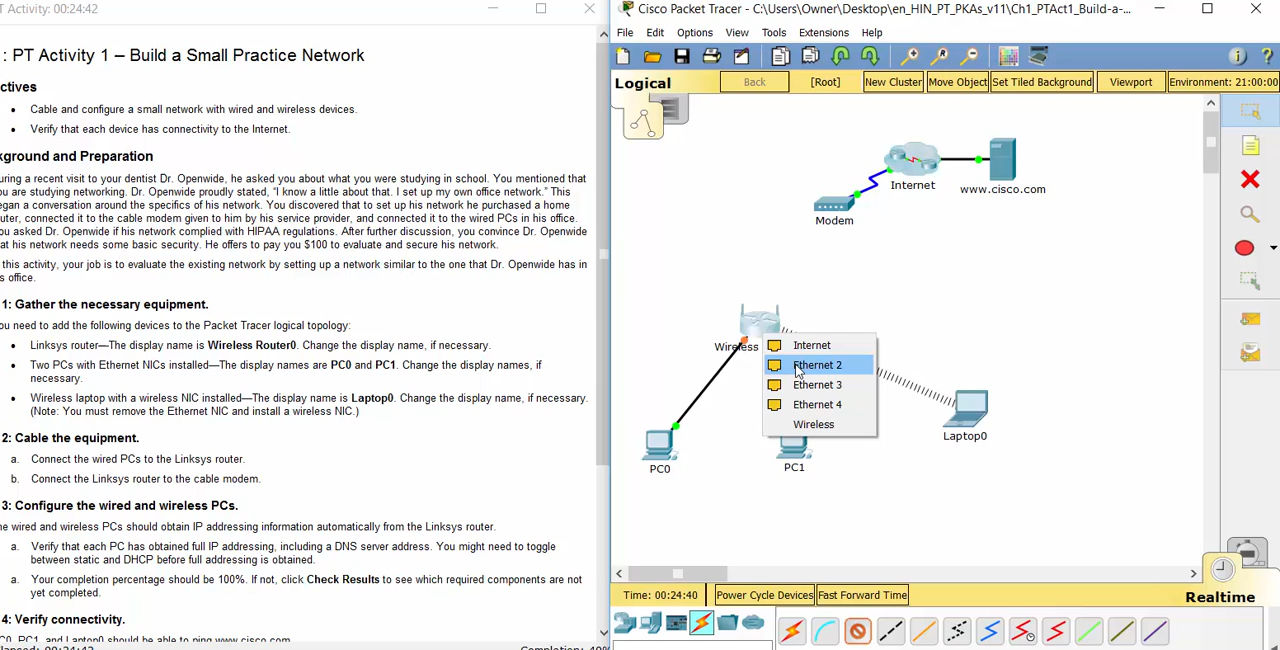 T Activity: 00:24:42
: PT Activity 1 – Build a Small Practice Network
ctives
• Cable and configure a small network with wired and wireless devices.
• Verify that each device has connectivity to the Internet.
kground and Preparation
uring a recent visit to your dentist Dr. Openwide, he asked you about what you were studying in school. You mentioned that
ou are studying networking. Dr. Openwide proudly stated, “I know a little about that. I set up my own office network.” This
egan a conversation around the specifics of his network. You discovered that to set up his network he purchased a home
uter, connected it to the cable modem given to him by his service provider, and connected it to the wired PCs in his office.
ou asked Dr. Openwide if his network complied with HIPAA regulations. After further discussion, you convince Dr. Openwide
at his network needs some basic security. He offers to pay you $100 to evaluate and secure his network.
this activity, your job is to evaluate the existing network by setting up a network similar to the one that Dr. Openwide has in
s office.
1: Gather the necessary equipment.
ou need to add the following devices to the Packet Tracer logical topology:
• Linksys router—The display name is Wireless Router0. Change the display name, if necessary.
• Two PCs with Ethernet NICs installed—The display names are PC0 and PC1. Change the display names, if
necessary.
• Wireless laptop with a wireless NIC installed—The display name is Laptop0. Change the display name, if necessary.
(Note: You must remove the Ethernet NIC and install a wireless NIC.)
2: Cable the equipment.
a. Connect the wired PCs to the Linksys router.
b. Connect the Linksys router to the cable modem.
3: Configure the wired and wireless PCs.
he wired and wireless PCs should obtain IP addressing information automatically from the Linksys router.
a. Verify that each PC has obtained full IP addressing, including a DNS server address. You might need to toggle
between static and DHCP before full addressing is obtained.
a. Your completion percentage should be 100%. If not, click Check Results to see which required components are not
yet completed.
4: Verify connectivity.
C0, PC1, and Laptop0 should be able to ping www.cisco.com
lapsed: 00:24:42 Completion: 40%
Cisco Packet Tracer - C:\Users\Owner\Desktop\en_HIN_PT_PKAs_v11\Ch1_PTAct1_Build-a-...
File Edit Options View Tools Extensions Help
Logical Back [Root] New Cluster Move Object Set Tiled Background Viewport Environment: 21:00:00
Internet
www.cisco.com
Modem
Wireless
Internet
Ethernet 2
Ethernet 3
Ethernet 4
Wireless
Laptop0
PC0
PC1
Time: 00:24:40 Power Cycle Devices Fast Forward Time
Realtime